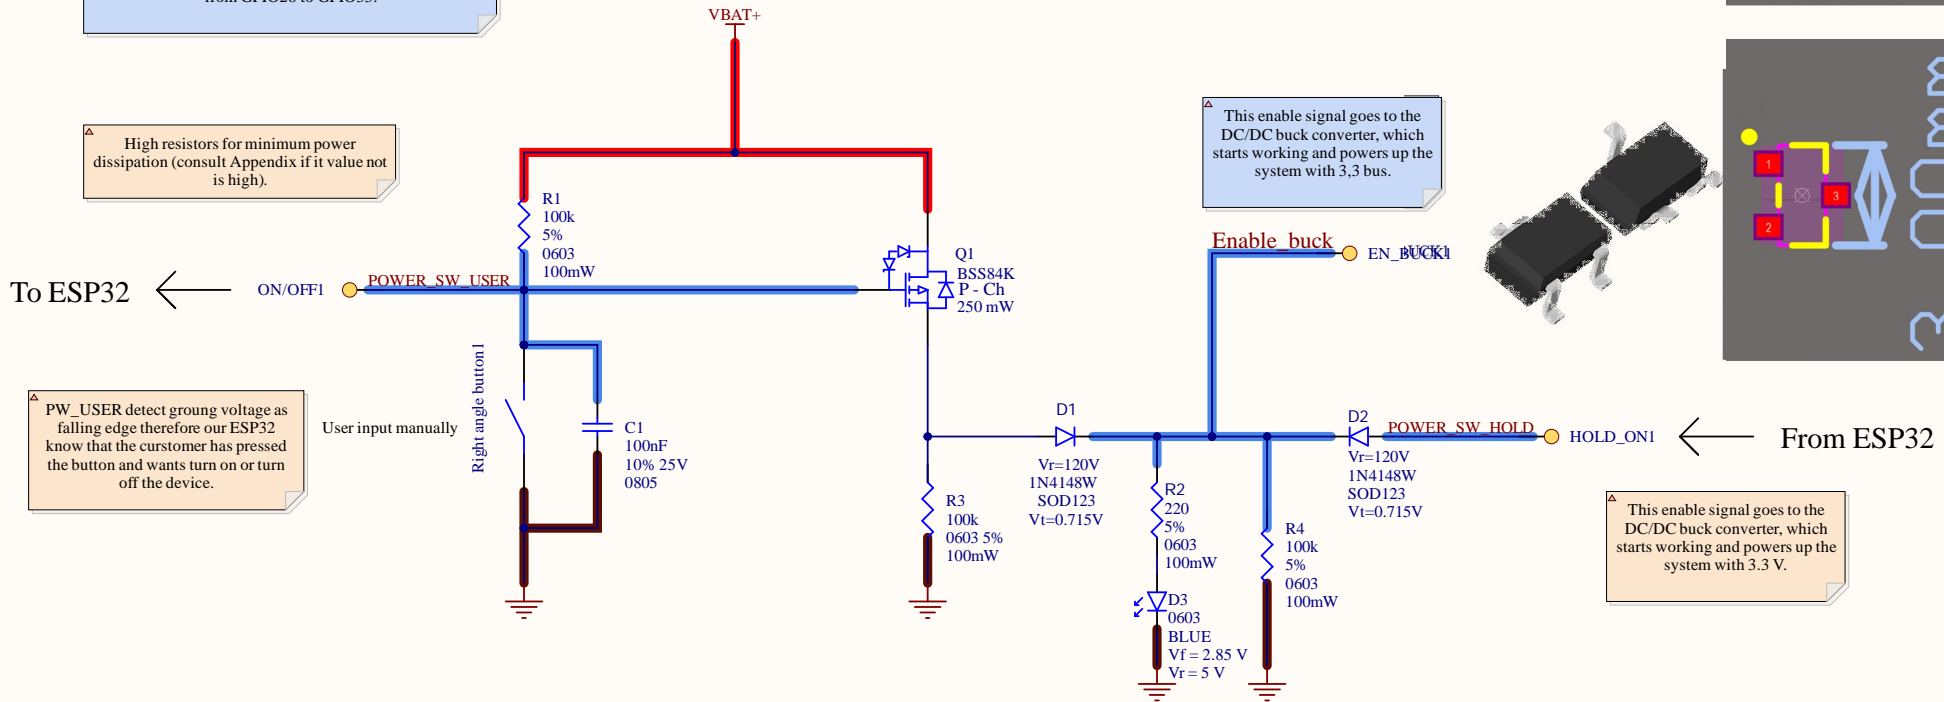 from GPIO26 to GPIO33.
VBAT+
High resistors for minimum power
dissipation (consult Appendix if it value not
is high).
This enable signal goes to the
DC/DC buck converter, which
starts working and powers up the
system with 3,3 bus.
R1
100k
5%
0603
100mW
Q1
BSS84K
P - Ch
250 mW
Enable_buck
EN_BUCK1
1
2
3
To ESP32
ON/OFF1
POWER_SW_USER
PW_USER detect groung voltage as
falling edge therefore our ESP32
know that the curstomer has pressed
the button and wants turn on or turn
off the device.
User input manually
Right angle button1
C1
100nF
10% 25V
0805
D1
Vr=120V
1N4148W
SOD123
Vt=0.715V
D2
POWER_SW_HOLD
Vr=120V
1N4148W
SOD123
Vt=0.715V
HOLD_ON1
From ESP32
R3
100k
0603 5%
100mW
R2
220
5%
0603
100mW
R4
100k
5%
0603
100mW
D3
0603
BLUE
Vf = 2.85 V
Vr = 5 V
This enable signal goes to the
DC/DC buck converter, which
starts working and powers up the
system with 3.3 V.